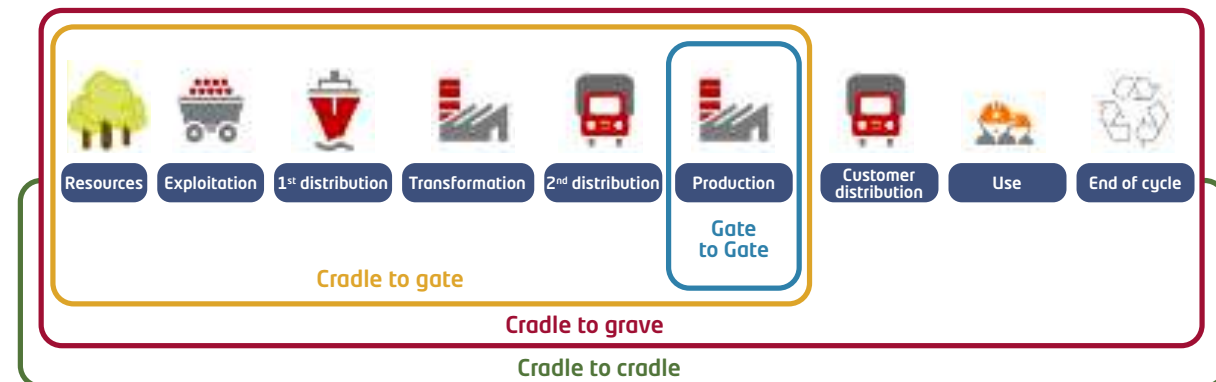 Resources
Exploitation
1st distribution
Transformation
2nd distribution
Production
Customer
distribution
Use
End of cycle
Gate
to Gate
Cradle to gate
Cradle to grave
Cradle to cradle